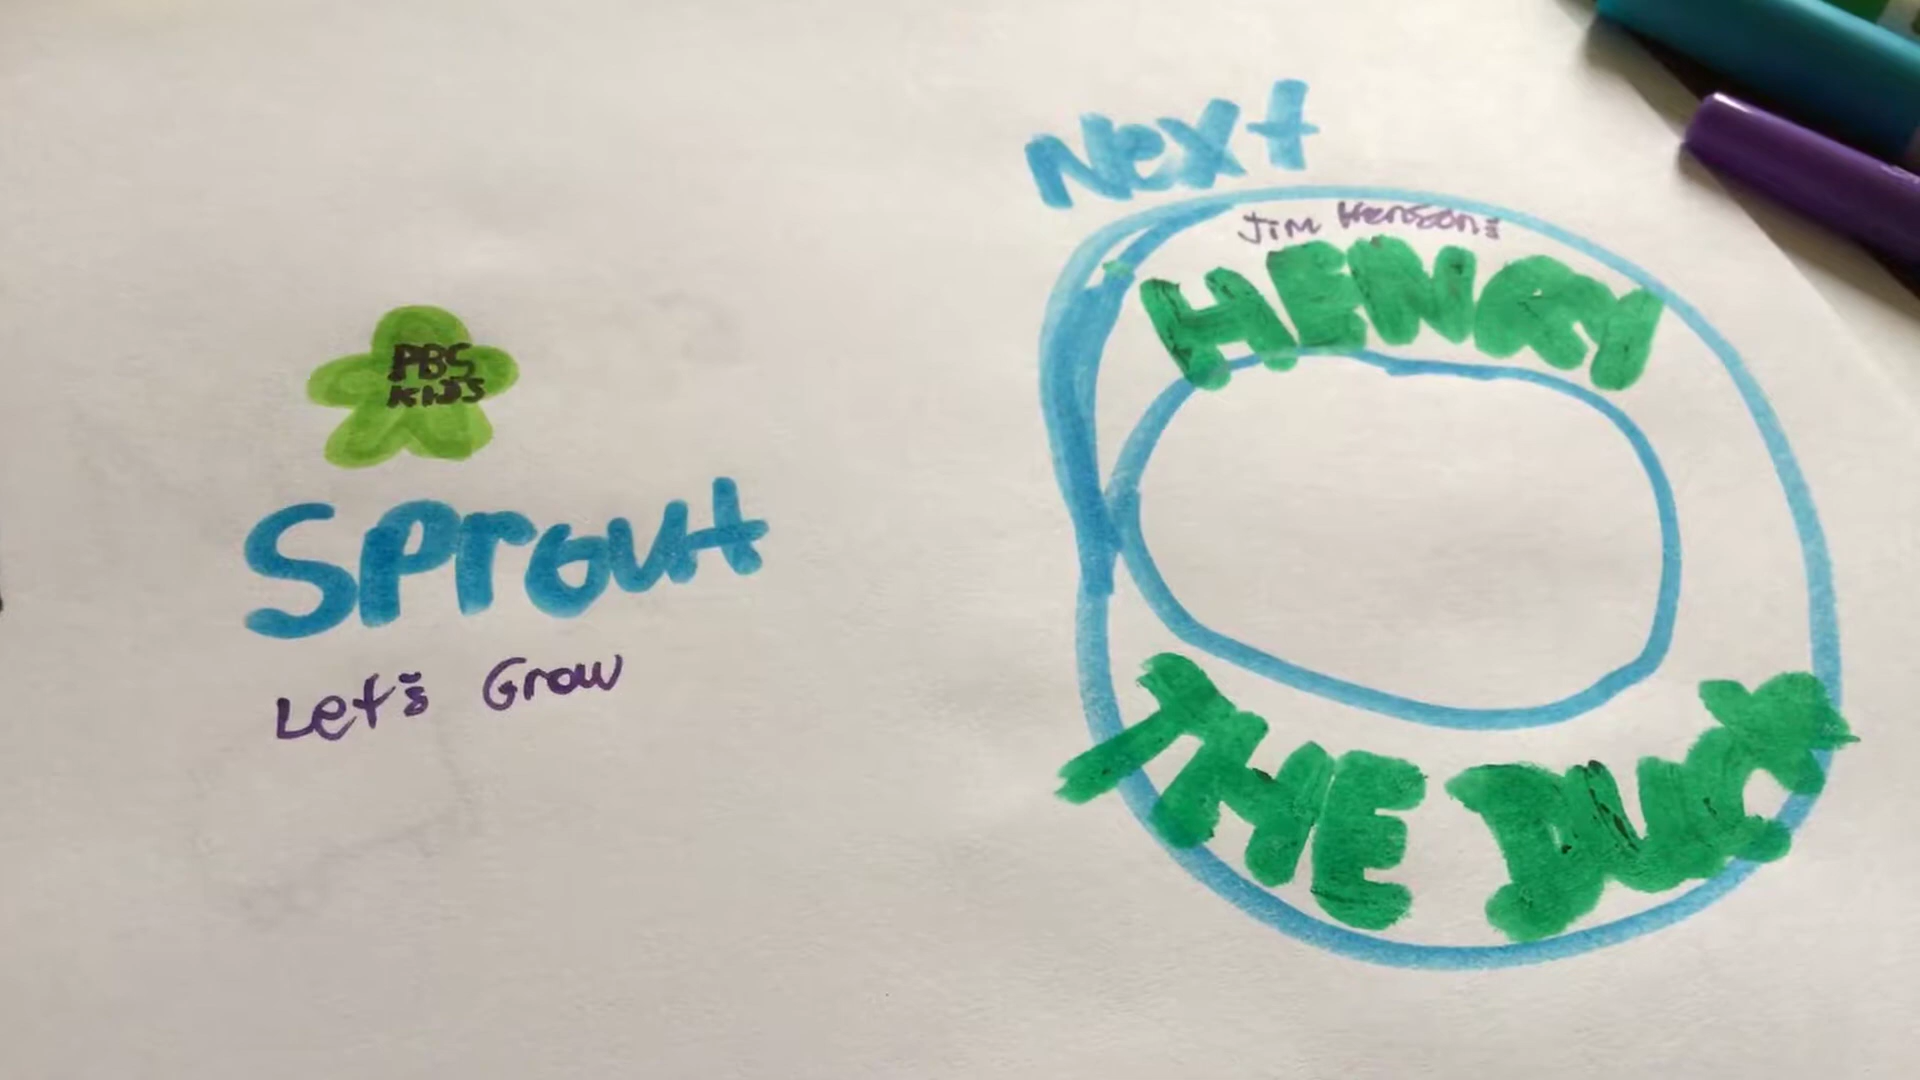 PBS
KIDS
Sprout
Let's Grow
Next
Jim Henson's
HENRY
THE DUCK